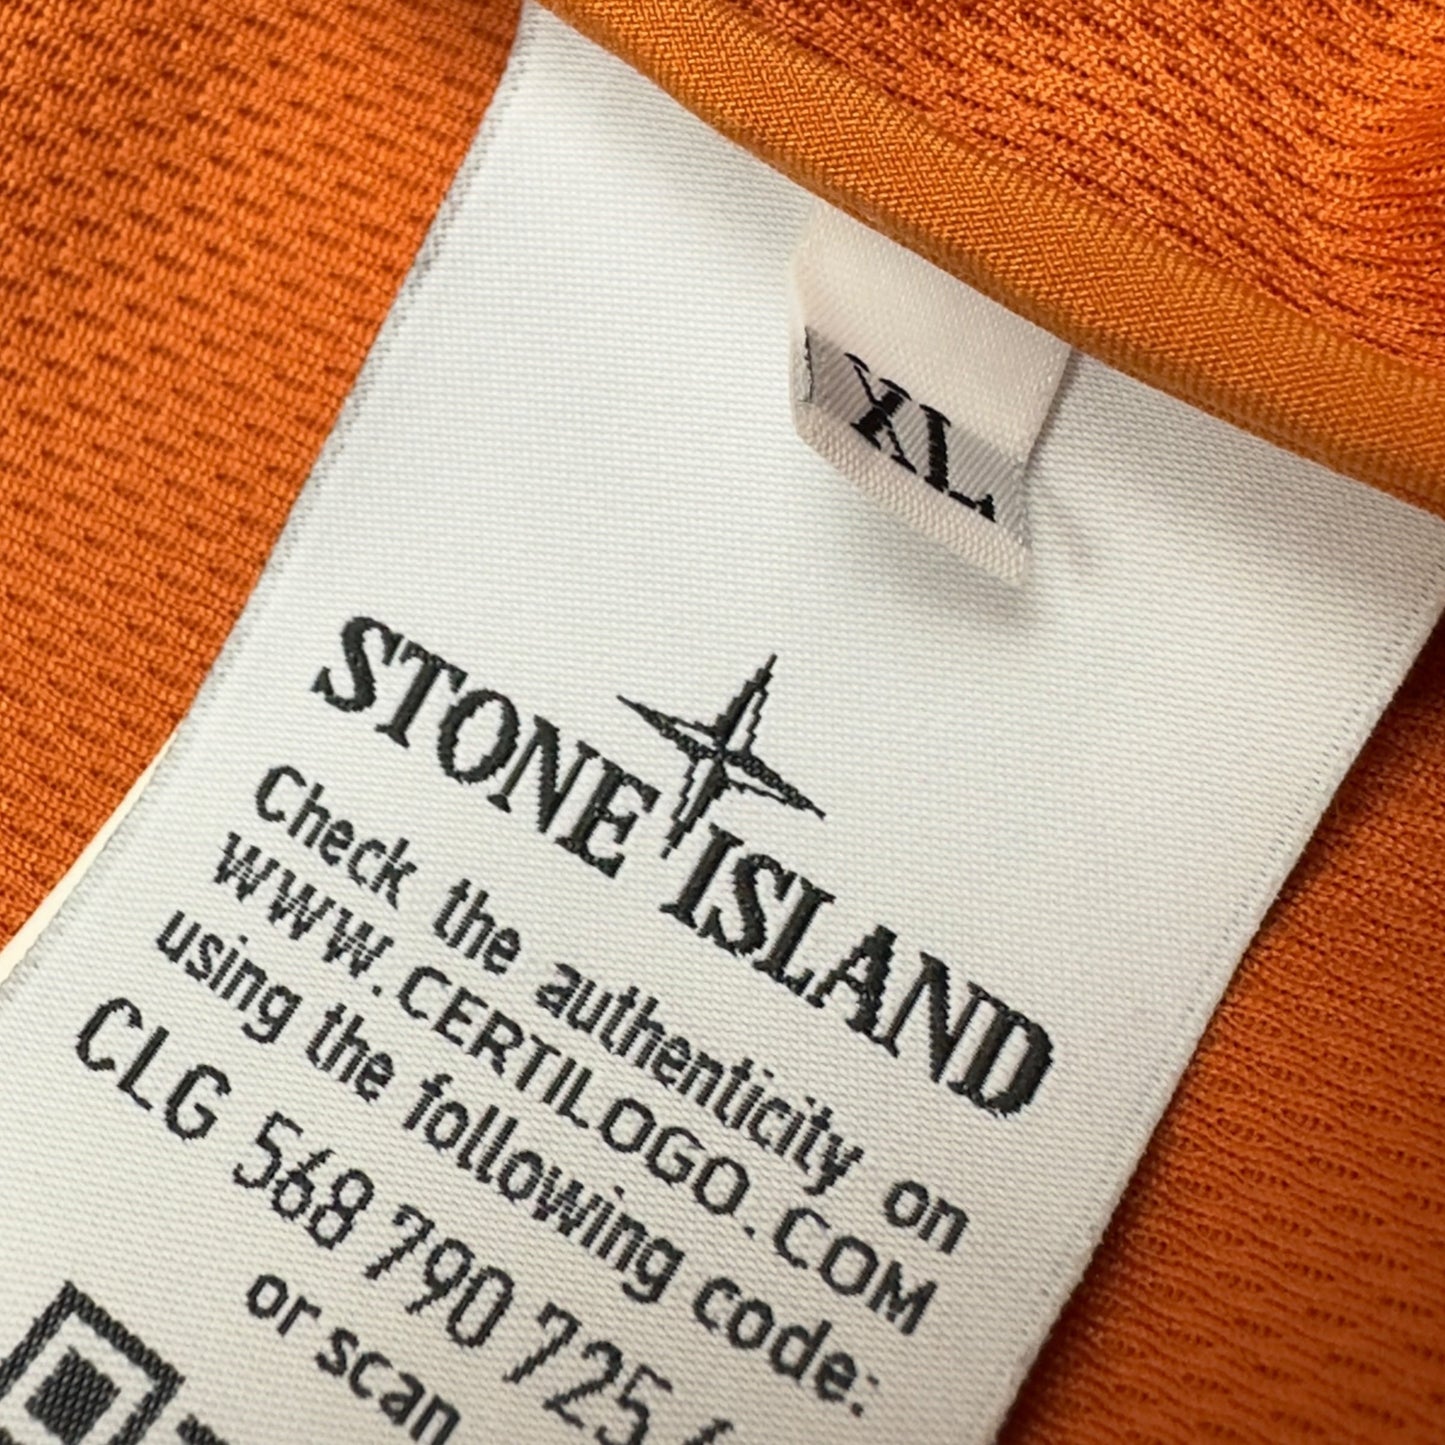 XL
STONE ISLAND
Check the authenticity on
WWW.CERTILOGO.COM
using the following code:
CLG 568 790 725
or scan